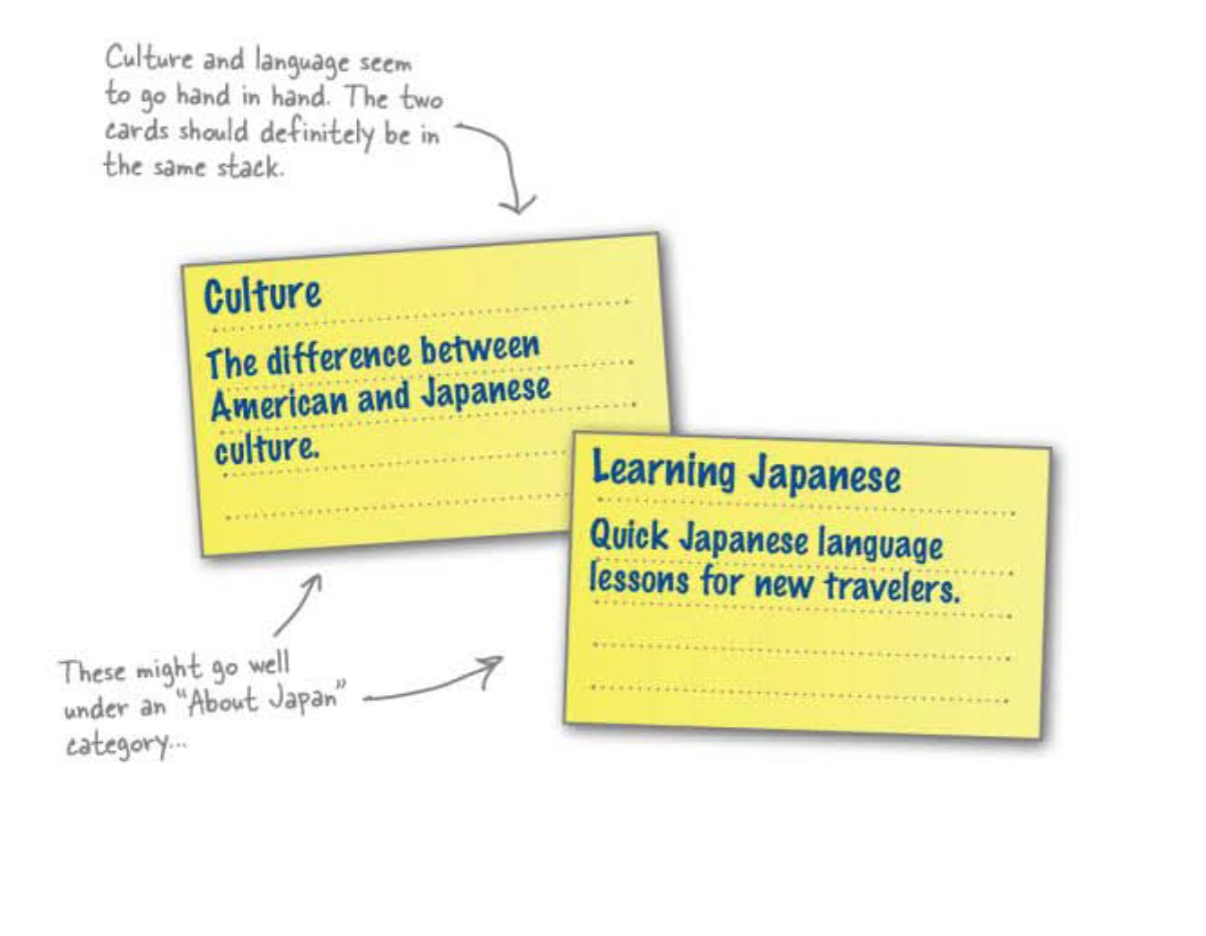 Culture and language seem
to go hand in hand. The two
cards should definitely be in
the same stack.
Culture
The difference between
American and Japanese
culture.
Learning Japanese
Quick Japanese language
lessons for new travelers.
These might go well
under an "About Japan"
category...